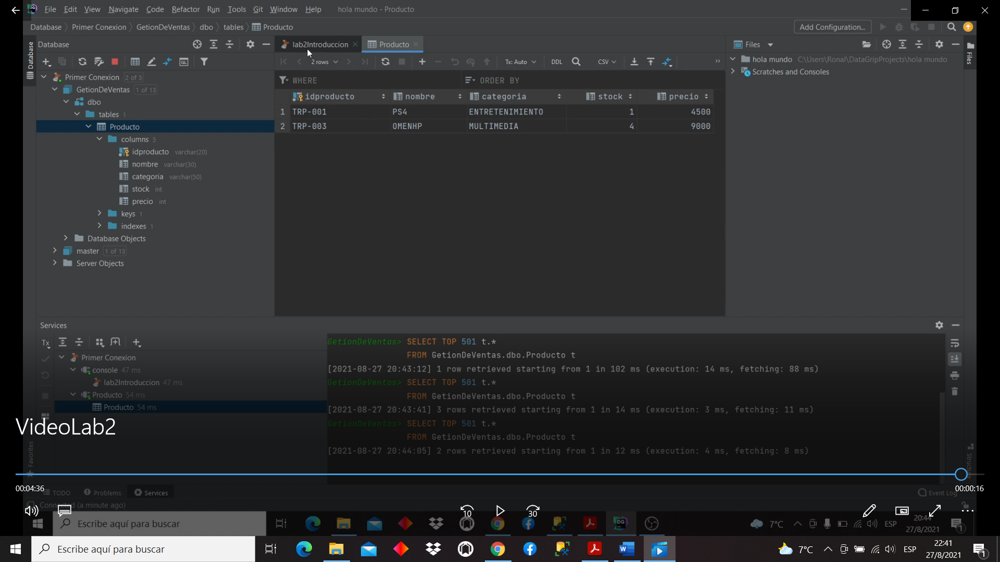 DG File Edit View Navigate Code Refactor Run Tools Git Window Help hola mundo - Producto
Database Primer Conexion GetionDeVentas dbo tables Producto Add Configuration...
Database
Database
lab2Introduccion Producto
Files
Files
2 rows Tx: Auto DDL CSV »
hola mundo C:\Users\Ronal\DataGripProjects\hola mundo
Scratches and Consoles
Primer Conexion 2 of 5
GetionDeVentas 1 of 13
dbo
tables 1
Producto
columns 5
idproducto varchar(20)
nombre varchar(30)
categoria varchar(50)
stock int
precio int
keys 1
indexes 1
Database Objects
master 1 of 13
Server Objects
WHERE ORDER BY
idproducto nombre categoria stock precio
1 TRP-001 PS4 ENTRETENIMIENTO 1 4500
2 TRP-003 OMENHP MULTIMEDIA 4 9000
Services
Tx
Primer Conexion
console 47 ms
lab2Introduccion 47 ms
Producto 54 ms
Producto 54 ms
GetionDeVentas> SELECT TOP 501 t.*
FROM GetionDeVentas.dbo.Producto t
[2021-08-27 20:43:12] 1 row retrieved starting from 1 in 102 ms (execution: 14 ms, fetching: 88 ms)
GetionDeVentas> SELECT TOP 501 t.*
FROM GetionDeVentas.dbo.Producto t
[2021-08-27 20:43:41] 3 rows retrieved starting from 1 in 14 ms (execution: 3 ms, fetching: 11 ms)
GetionDeVentas> SELECT TOP 501 t.*
FROM GetionDeVentas.dbo.Producto t
[2021-08-27 20:44:05] 2 rows retrieved starting from 1 in 12 ms (execution: 4 ms, fetching: 8 ms)
VideoLab2
Favorites
Structure
00:04:36 00:00:16
TODO Problems Services Event Log
Connected (a minute ago)
10 30
Escribe aquí para buscar DG 7°C ESP 20:44 27/8/2021 1
Escribe aquí para buscar 7°C ESP 22:41 27/8/2021 1